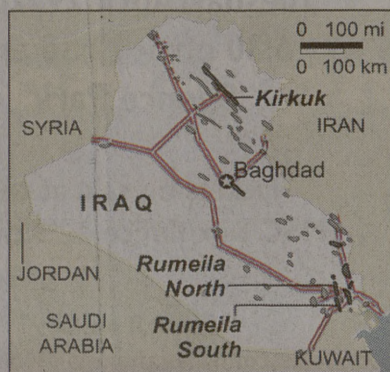 0 100 mi
0 100 km
Kirkuk
SYRIA
IRAN
Baghdad
IRAQ
Rumeila
North
JORDAN
Rumeila
South
SAUDI
ARABIA
KUWAIT